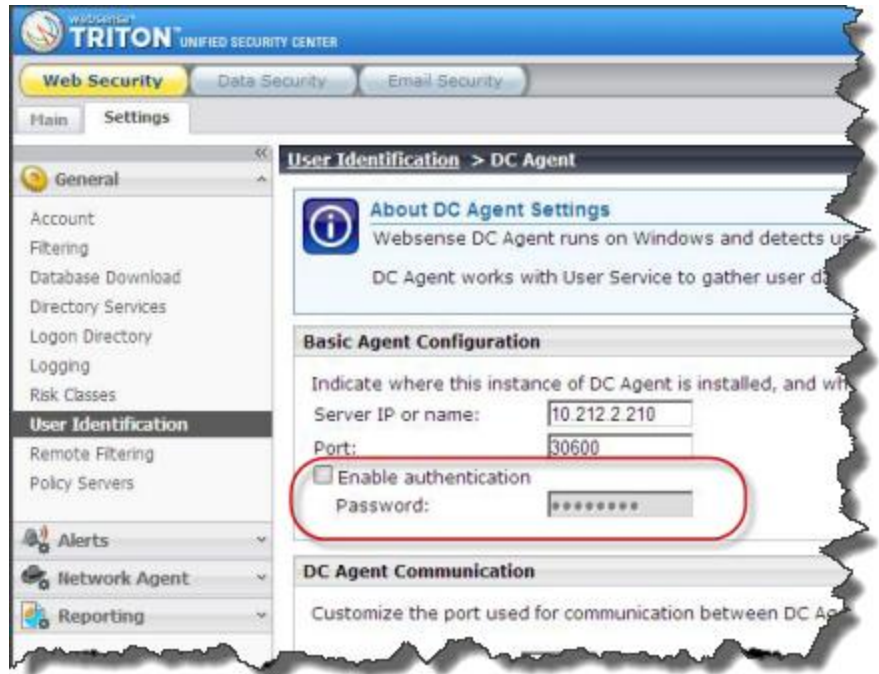 websense
TRITON™ UNIFIED SECURITY CENTER
Web Security Data Security Email Security
Main Settings
General
Account
Filtering
Database Download
Directory Services
Logon Directory
Logging
Risk Classes
User Identification
Remote Filtering
Policy Servers
Alerts
Network Agent
Reporting
User Identification > DC Agent
About DC Agent Settings
Websense DC Agent runs on Windows and detects
DC Agent works with User Service to gather user
Basic Agent Configuration
Indicate where this instance of DC Agent is installed, and
Server IP or name: 10.212.2.210
Port: 30600
Enable authentication
Password: ••••••••
DC Agent Communication
Customize the port used for communication between DC